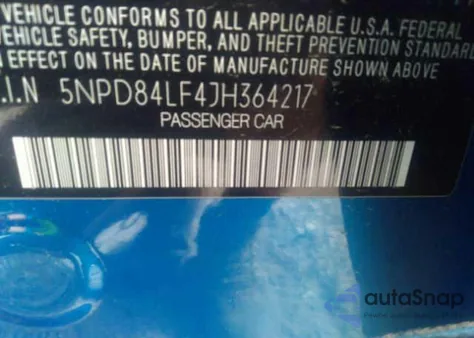 VEHICLE CONFORMS TO ALL APPLICABLE U.S.A. FEDERAL
VEHICLE SAFETY, BUMPER, AND THEFT PREVENTION STANDARD
N EFFECT ON THE DATE OF MANUFACTURE SHOWN ABOVE
.I.N 5NPD84LF4JH364217
PASSENGER CAR
autaSnap